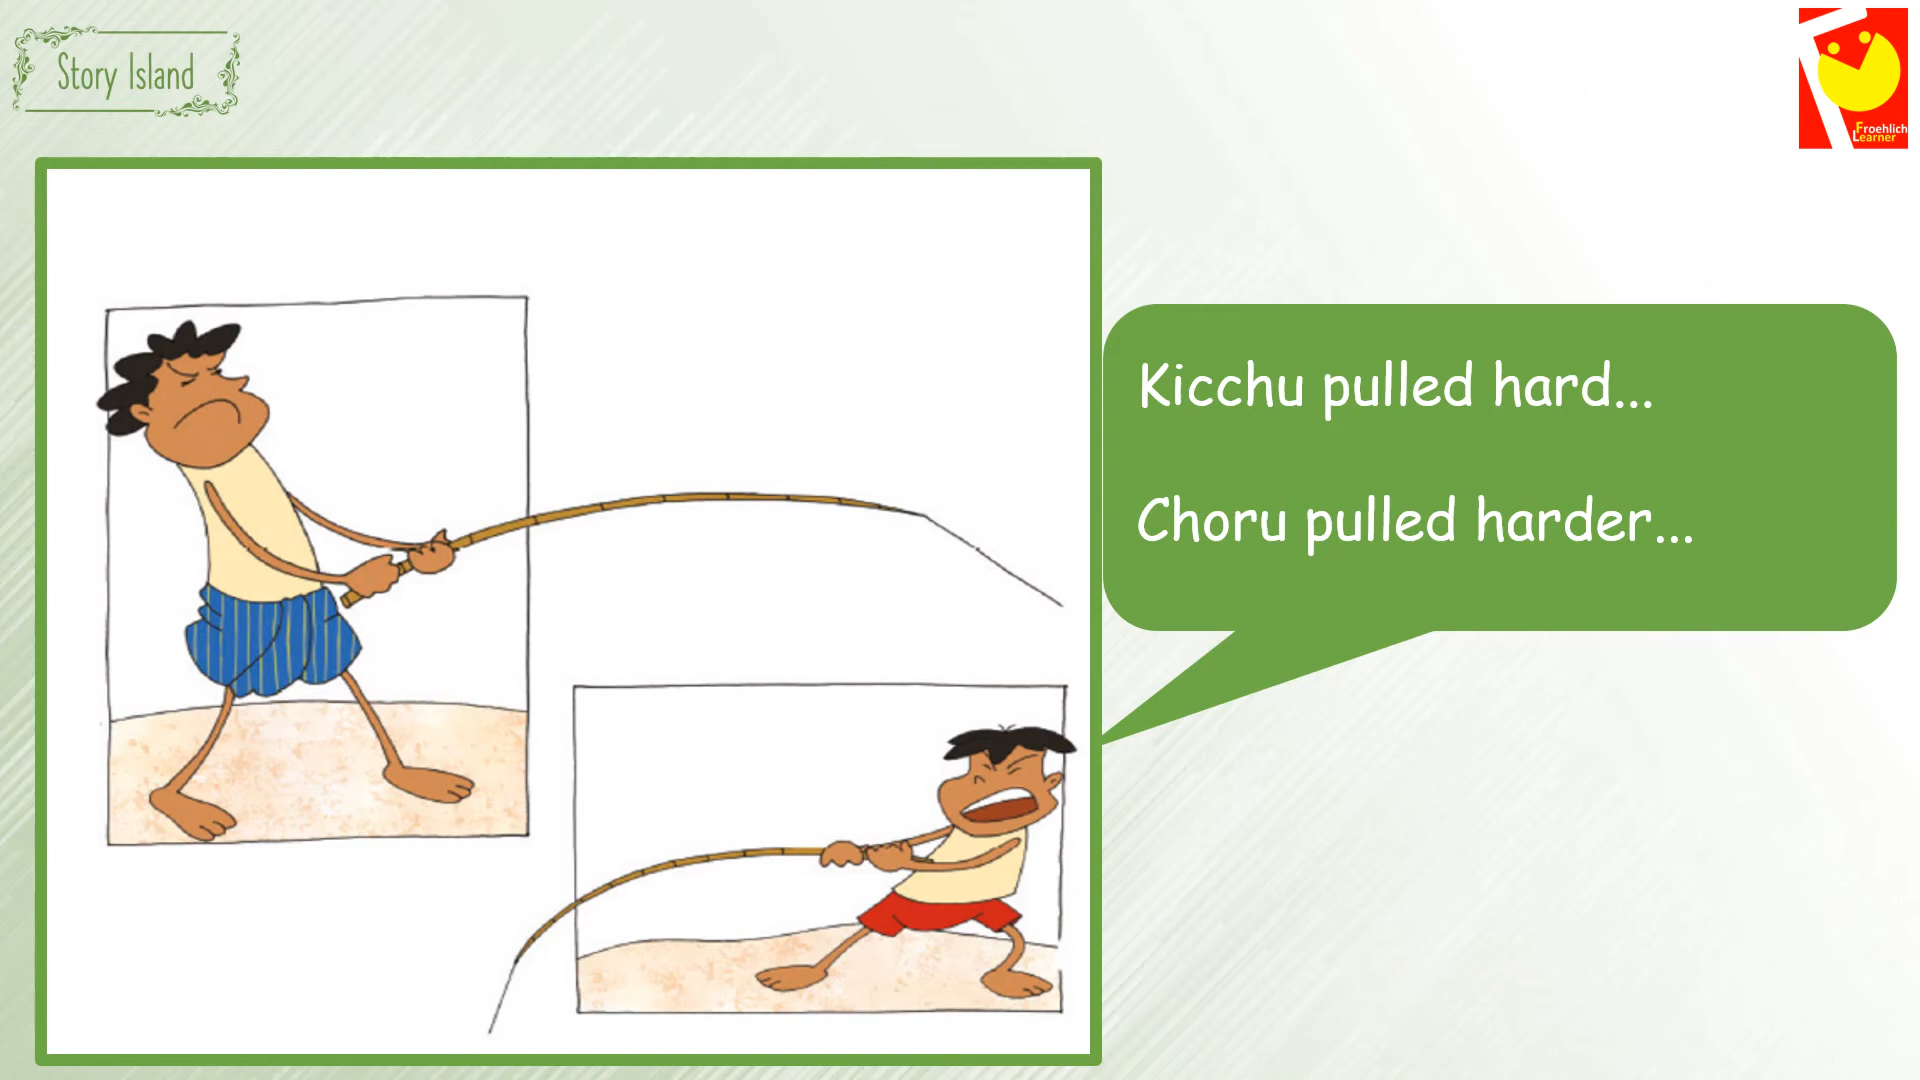 Story Island
Froehlich
Learner
Kicchu pulled hard...
Choru pulled harder...